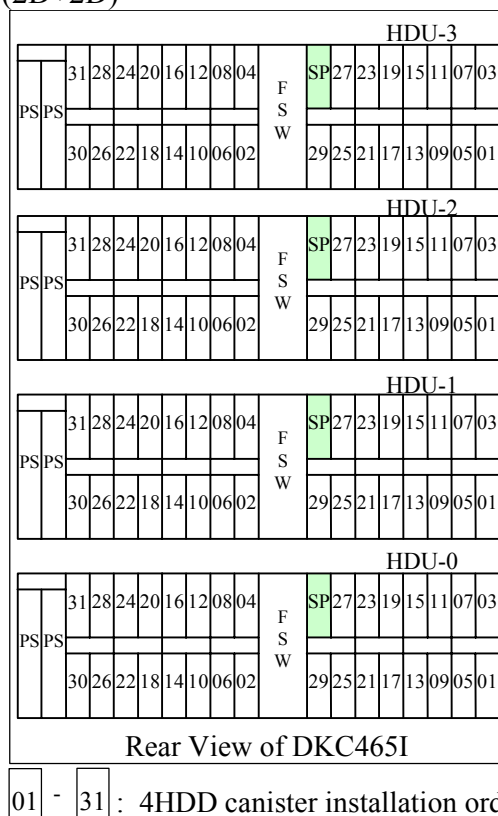 (2D+2D)
HDU-3
31 28 24 20 16 12 08 04 F SP 27 23 19 15 11 07 03
PS PS S
W
30 26 22 18 14 10 06 02 29 25 21 17 13 09 05 01
HDU-2
31 28 24 20 16 12 08 04 F SP 27 23 19 15 11 07 03
PS PS S
W
30 26 22 18 14 10 06 02 29 25 21 17 13 09 05 01
HDU-1
31 28 24 20 16 12 08 04 F SP 27 23 19 15 11 07 03
PS PS S
W
30 26 22 18 14 10 06 02 29 25 21 17 13 09 05 01
HDU-0
31 28 24 20 16 12 08 04 F SP 27 23 19 15 11 07 03
PS PS S
W
30 26 22 18 14 10 06 02 29 25 21 17 13 09 05 01
Rear View of DKC465I
01 - 31 : 4HDD canister installation ord